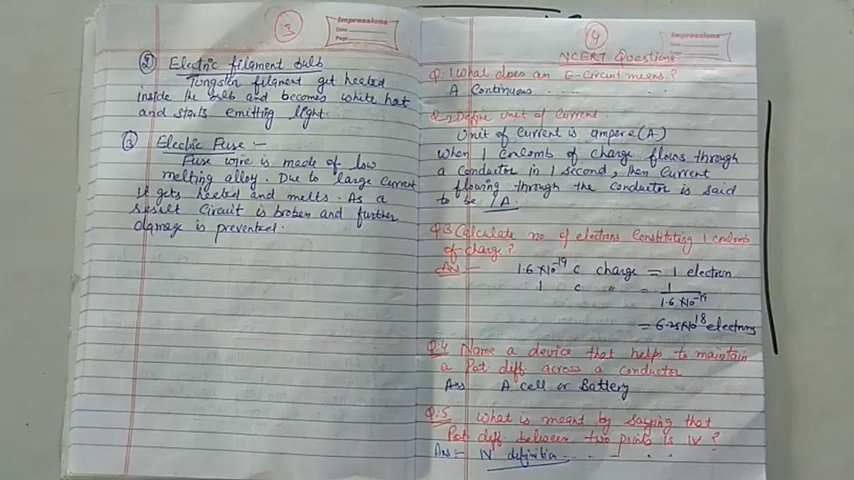 3
Impressions
Date
Page
② Electric filament bulb
Tungsten filament get heated
inside the bulb and becomes white hot
and starts emitting light.
③ Electric Fuse :-
Fuse wire is made of low
melting alloy. Due to large current
it gets heated and melts. As a
result circuit is broken and further
damage is prevented.
4
Impressions
Date
Page
NCERT Questions
Q.1 What does an E-Circuit means?
A Continuous ....
Q.2 Define unit of current.
Unit of current is ampere (A)
When 1 coulomb of charge flows through
a conductor in 1 second, then current
flowing through the conductor is said
to be 1A.
Q.3 Calculate no of electrons constituting 1 coulomb
of charge?
AN :- 1.6 × 10⁻¹⁹ c charge = 1 electron
1 c " = 1 / 1.6 × 10⁻¹⁹
= 6.25 × 10¹⁸ electrons
Q.4 Name a device that helps to maintain
a Pot diff across a conductor
Ans A cell or Battery
Q.5 What is meant by saying that
Pot diff between two points is 1V?
An :- 1V definition ....